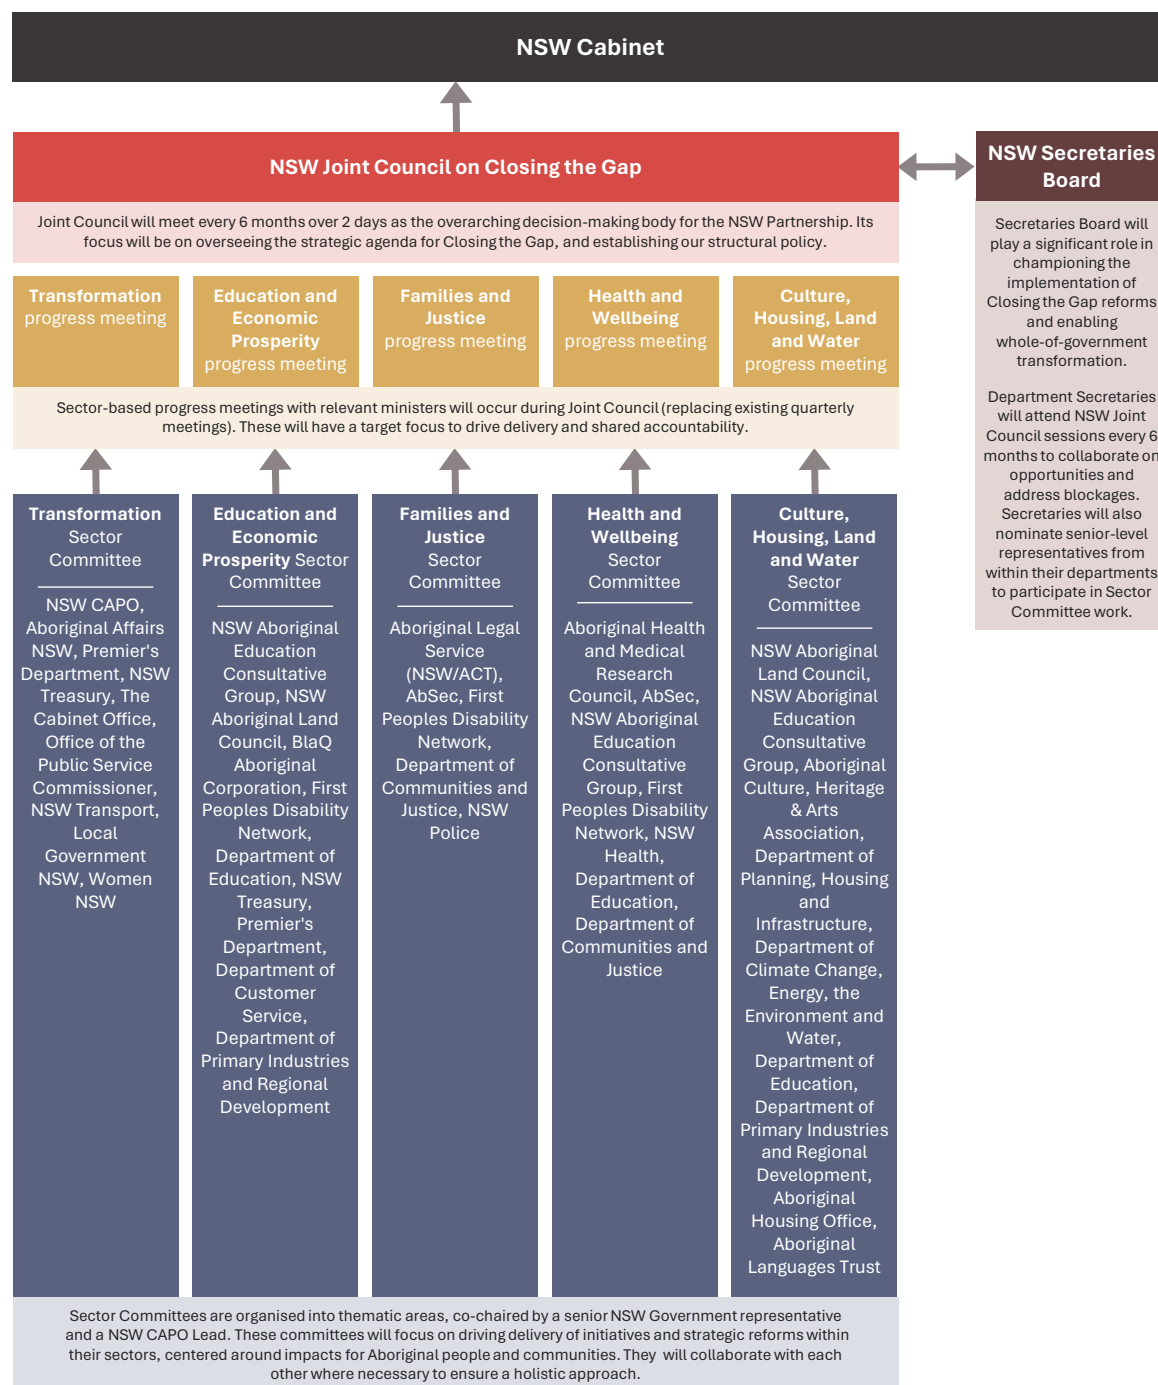 NSW Cabinet
NSW Joint Council on Closing the Gap
Joint Council will meet every 6 months over 2 days as the overarching decision-making body for the NSW Partnership. Its
focus will be on overseeing the strategic agenda for Closing the Gap, and establishing our structural policy.
NSW Secretaries
Board
Secretaries Board will
play a significant role in
championing the
implementation of
Closing the Gap reforms
and enabling
whole-of-government
transformation.
Department Secretaries
will attend NSW Joint
Council sessions every 6
months to collaborate on
opportunities and
address blockages.
Secretaries will also
nominate senior-level
representatives from
within their departments
to participate in Sector
Committee work.
Transformation
progress meeting
Education and
Economic
Prosperity
progress meeting
Families and
Justice
progress meeting
Health and
Wellbeing
progress meeting
Culture,
Housing, Land
and Water
progress meeting
Sector-based progress meetings with relevant ministers will occur during Joint Council (replacing existing quarterly
meetings). These will have a target focus to drive delivery and shared accountability.
Transformation
Sector
Committee
NSW CAPO,
Aboriginal Affairs
NSW, Premier's
Department, NSW
Treasury, The
Cabinet Office,
Office of the
Public Service
Commissioner,
NSW Transport,
Local
Government
NSW, Women
NSW
Education and
Economic
Prosperity Sector
Committee
NSW Aboriginal
Education
Consultative
Group, NSW
Aboriginal Land
Council, BlaQ
Aboriginal
Corporation, First
Peoples Disability
Network,
Department of
Education, NSW
Treasury,
Premier's
Department,
Department of
Customer
Service,
Department of
Primary Industries
and Regional
Development
Families and
Justice
Sector
Committee
Aboriginal Legal
Service
(NSW/ACT),
AbSec, First
Peoples Disability
Network,
Department of
Communities and
Justice, NSW
Police
Health and
Wellbeing
Sector
Committee
Aboriginal Health
and Medical
Research
Council, AbSec,
NSW Aboriginal
Education
Consultative
Group, First
Peoples Disability
Network, NSW
Health,
Department of
Education,
Department of
Communities and
Justice
Culture,
Housing, Land
and Water
Sector
Committee
NSW Aboriginal
Land Council,
NSW Aboriginal
Education
Consultative
Group, Aboriginal
Culture, Heritage
& Arts
Association,
Department of
Planning, Housing
and
Infrastructure,
Department of
Climate Change,
Energy, the
Environment and
Water,
Department of
Education,
Department of
Primary Industries
and Regional
Development,
Aboriginal
Housing Office,
Aboriginal
Languages Trust
Sector Committees are organised into thematic areas, co-chaired by a senior NSW Government representative
and a NSW CAPO Lead. These committees will focus on driving delivery of initiatives and strategic reforms within
their sectors, centered around impacts for Aboriginal people and communities. They will collaborate with each
other where necessary to ensure a holistic approach.